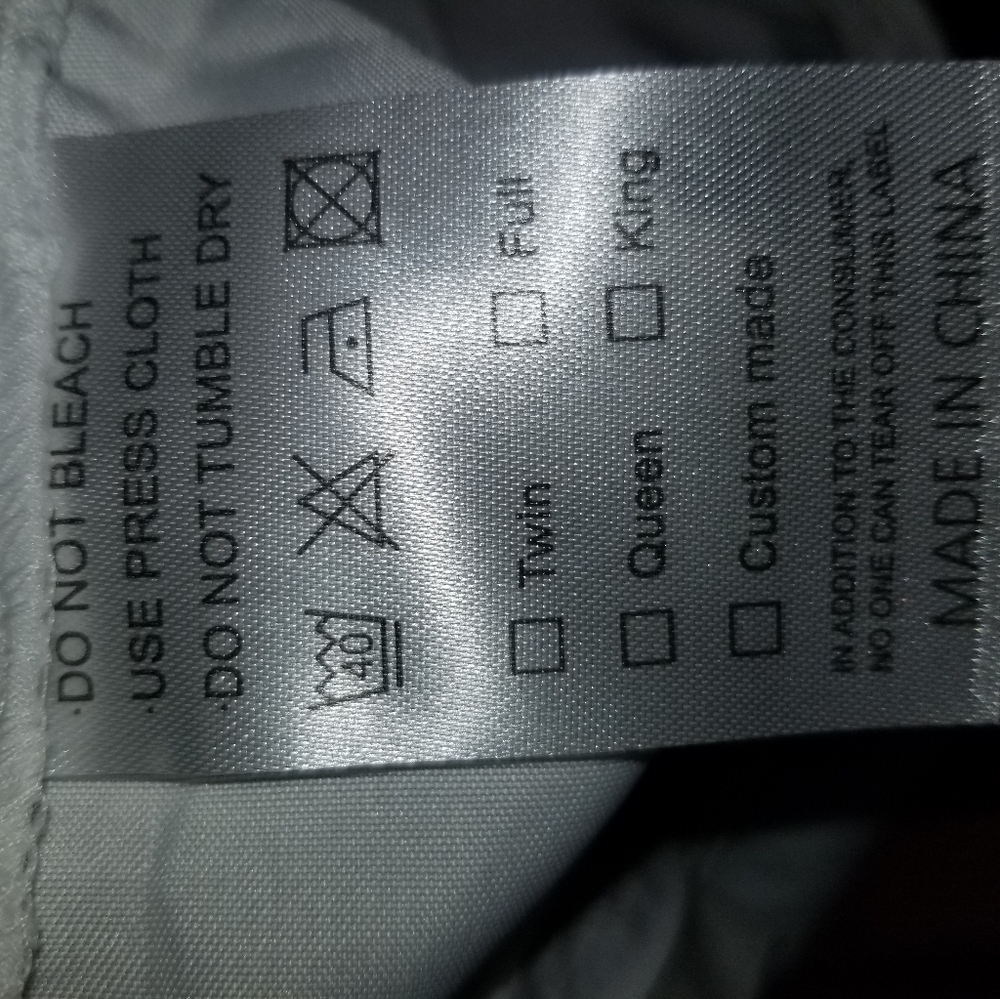 ·DO NOT BLEACH
·USE PRESS CLOTH
·DO NOT TUMBLE DRY
40
Twin Full
Queen King
Custom made
IN ADDITION TO THE CONSUMER,
NO ONE CAN TEAR OFF THIS LABEL
MADE IN CHINA